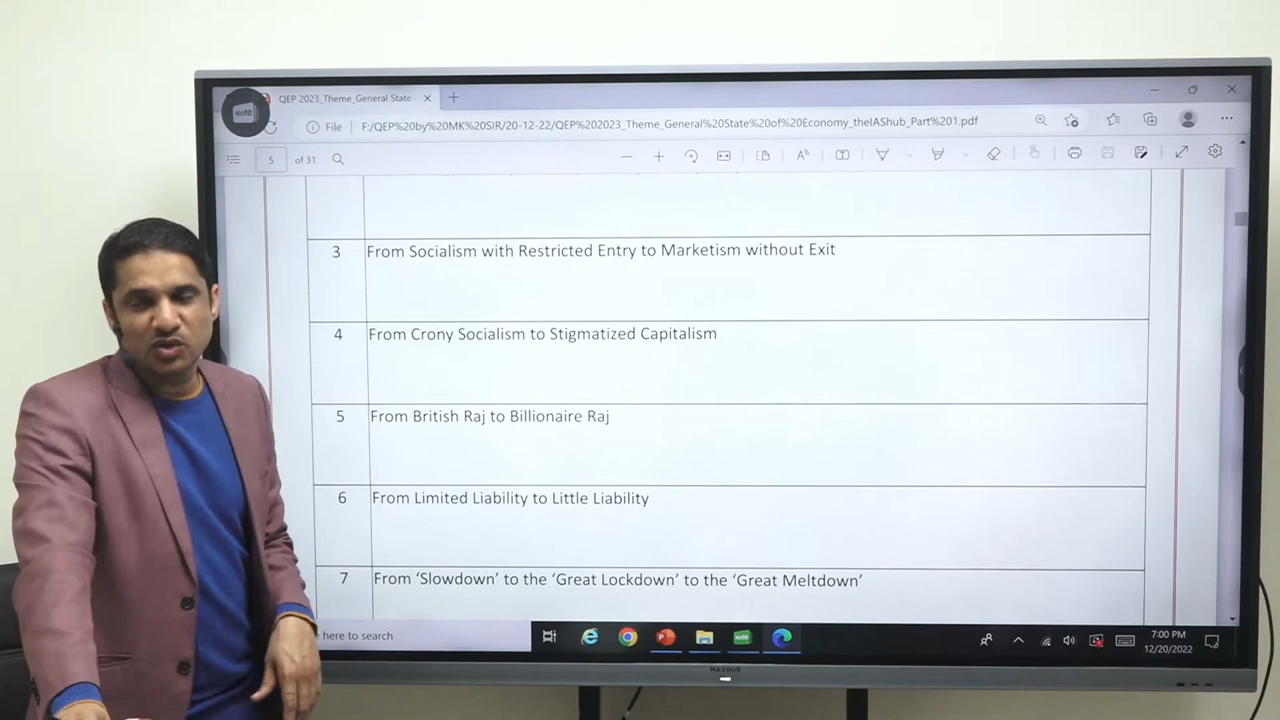 QEP 2023_Theme_General State
Note
File
F:/QEP%20by%20MK%20SIR/20-12-22/QEP%202023_Theme_General%20State%20of%20Economy_theIAShub_Part%201.pdf
5 of 31
3 From Socialism with Restricted Entry to Marketism without Exit
4 From Crony Socialism to Stigmatized Capitalism
5 From British Raj to Billionaire Raj
6 From Limited Liability to Little Liability
7 From ‘Slowdown’ to the ‘Great Lockdown’ to the ‘Great Meltdown’
here to search
7:00 PM
12/20/2022
MAXHUB